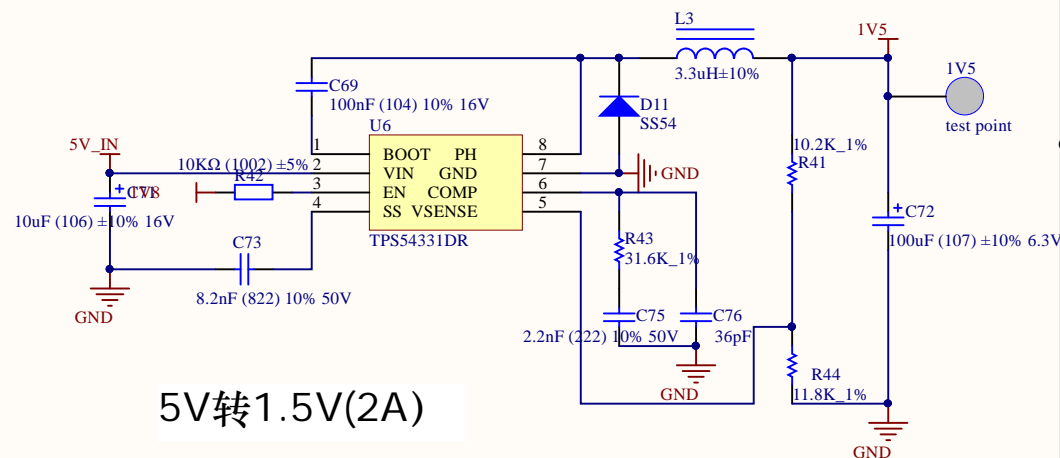 L3
1V5
3.3uH±10%
1V5
C69
100nF (104) 10% 16V
D11
SS54
test point
U6
1
BOOT PH
8
5V_IN
10KΩ (1002) ±5%
2
VIN GND
7
GND
10.2K_1%
R41
R42
3
EN COMP
6
1V8
10uF (106) ±10% 16V
4
SS VSENSE
5
TPS54331DR
C72
100uF (107) ±10% 6.3V
C73
R43
31.6K_1%
8.2nF (822) 10% 50V
GND
C75
2.2nF (222) 10% 50V
C76
36pF
R44
11.8K_1%
GND
GND
5V转1.5V(2A)